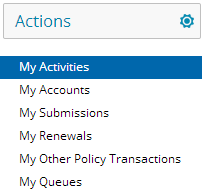 Actions
My Activities
My Accounts
My Submissions
My Renewals
My Other Policy Transactions
My Queues